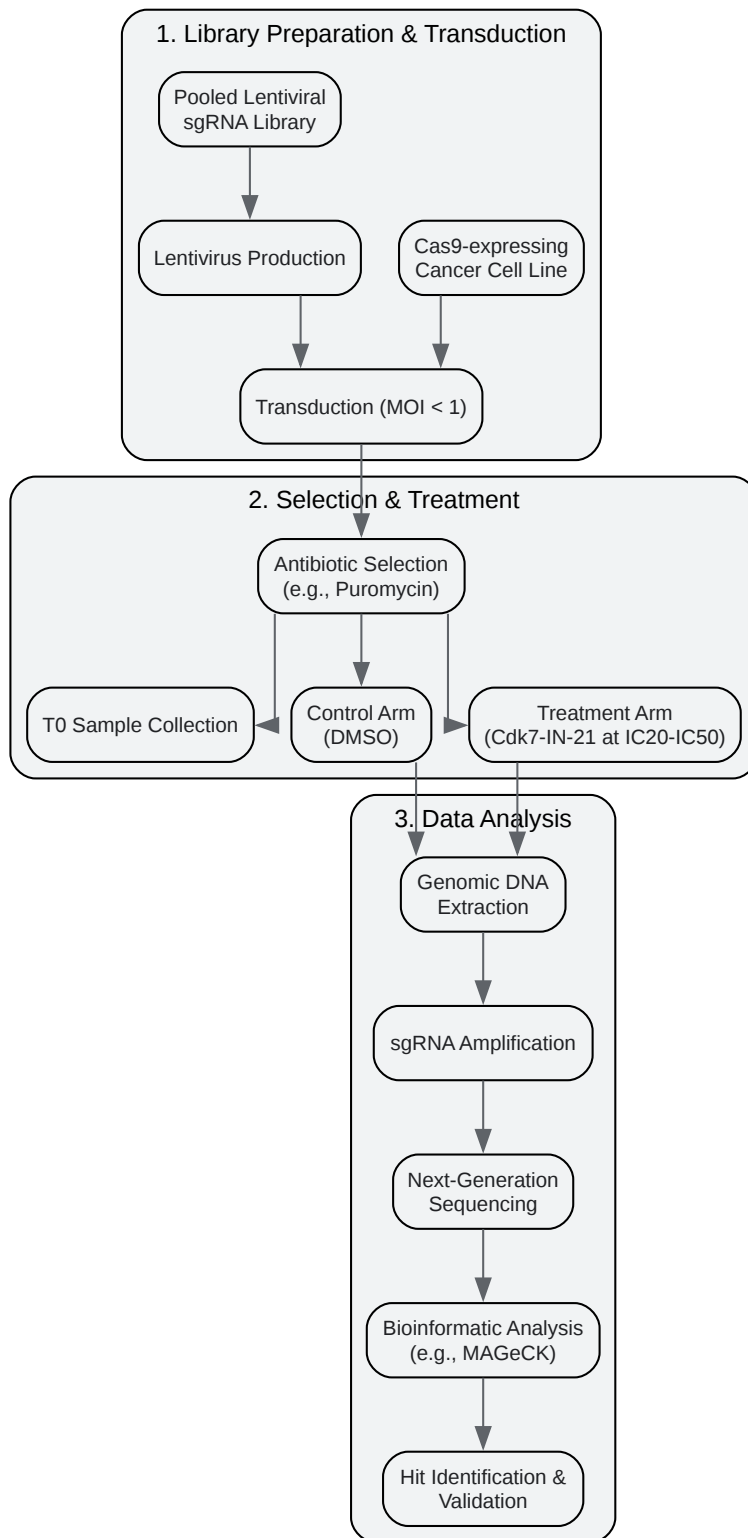 1. Library Preparation & Transduction
Pooled Lentiviral
sgRNA Library
Lentivirus Production
Cas9-expressing
Cancer Cell Line
Transduction (MOI < 1)
2. Selection & Treatment
Antibiotic Selection
(e.g., Puromycin)
T0 Sample Collection
Control Arm
(DMSO)
Treatment Arm
(Cdk7-IN-21 at IC20-IC50)
3. Data Analysis
Genomic DNA
Extraction
sgRNA Amplification
Next-Generation
Sequencing
Bioinformatic Analysis
(e.g., MAGeCK)
Hit Identification &
Validation